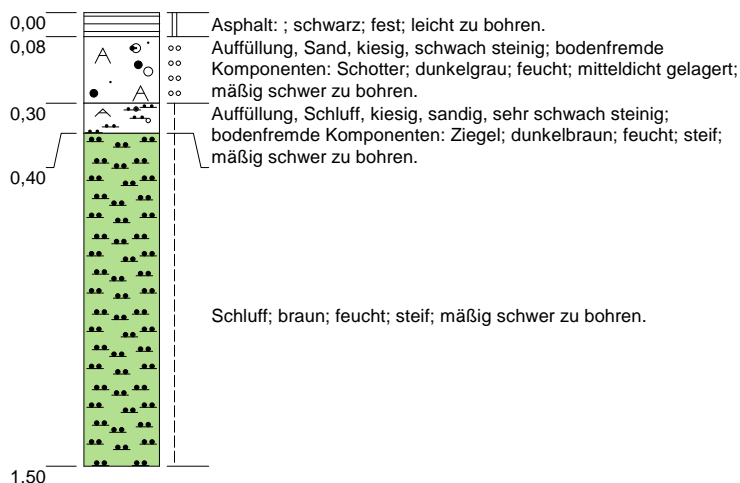 0,00
Asphalt: ; schwarz; fest; leicht zu bohren.
0,08
Auffüllung, Sand, kiesig, schwach steinig; bodenfremde
Komponenten: Schotter; dunkelgrau; feucht; mitteldicht gelagert;
mäßig schwer zu bohren.
0,30
Auffüllung, Schluff, kiesig, sandig, sehr schwach steinig;
bodenfremde Komponenten: Ziegel; dunkelbraun; feucht; steif;
mäßig schwer zu bohren.
0,40
Schluff; braun; feucht; steif; mäßig schwer zu bohren.
1,50